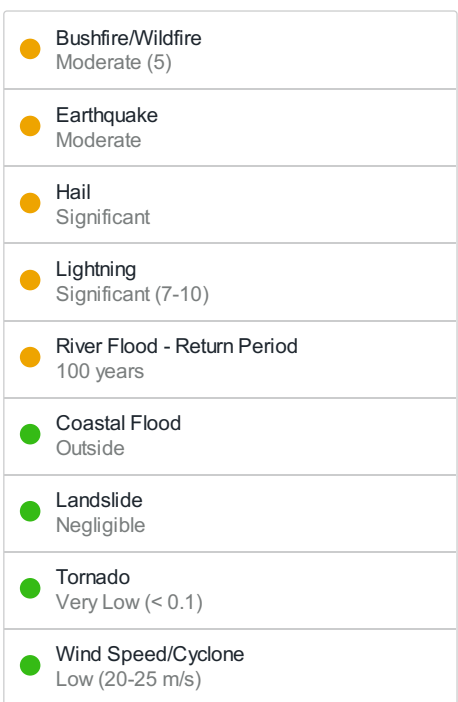 Bushfire/Wildfire
Moderate (5)
Earthquake
Moderate
Hail
Significant
Lightning
Significant (7-10)
River Flood - Return Period
100 years
Coastal Flood
Outside
Landslide
Negligible
Tornado
Very Low (< 0.1)
Wind Speed/Cyclone
Low (20-25 m/s)